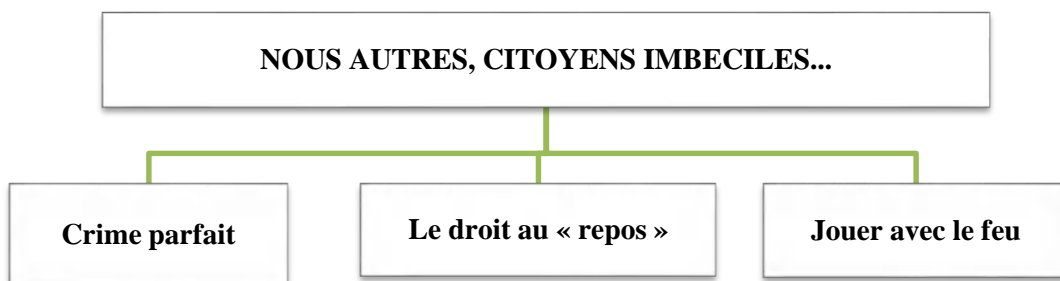 NOUS AUTRES, CITOYENS IMBECILES...
Crime parfait
Le droit au « repos »
Jouer avec le feu